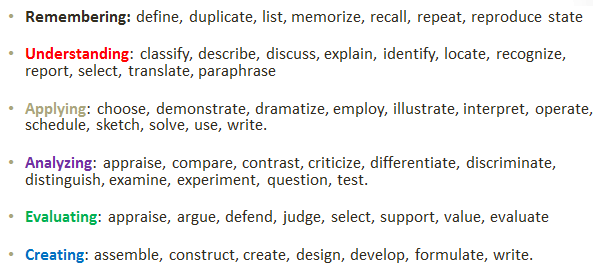 • Remembering: define, duplicate, list, memorize, recall, repeat, reproduce state
• Understanding: classify, describe, discuss, explain, identify, locate, recognize,
report, select, translate, paraphrase
• Applying: choose, demonstrate, dramatize, employ, illustrate, interpret, operate,
schedule, sketch, solve, use, write.
• Analyzing: appraise, compare, contrast, criticize, differentiate, discriminate,
distinguish, examine, experiment, question, test.
• Evaluating: appraise, argue, defend, judge, select, support, value, evaluate
• Creating: assemble, construct, create, design, develop, formulate, write.